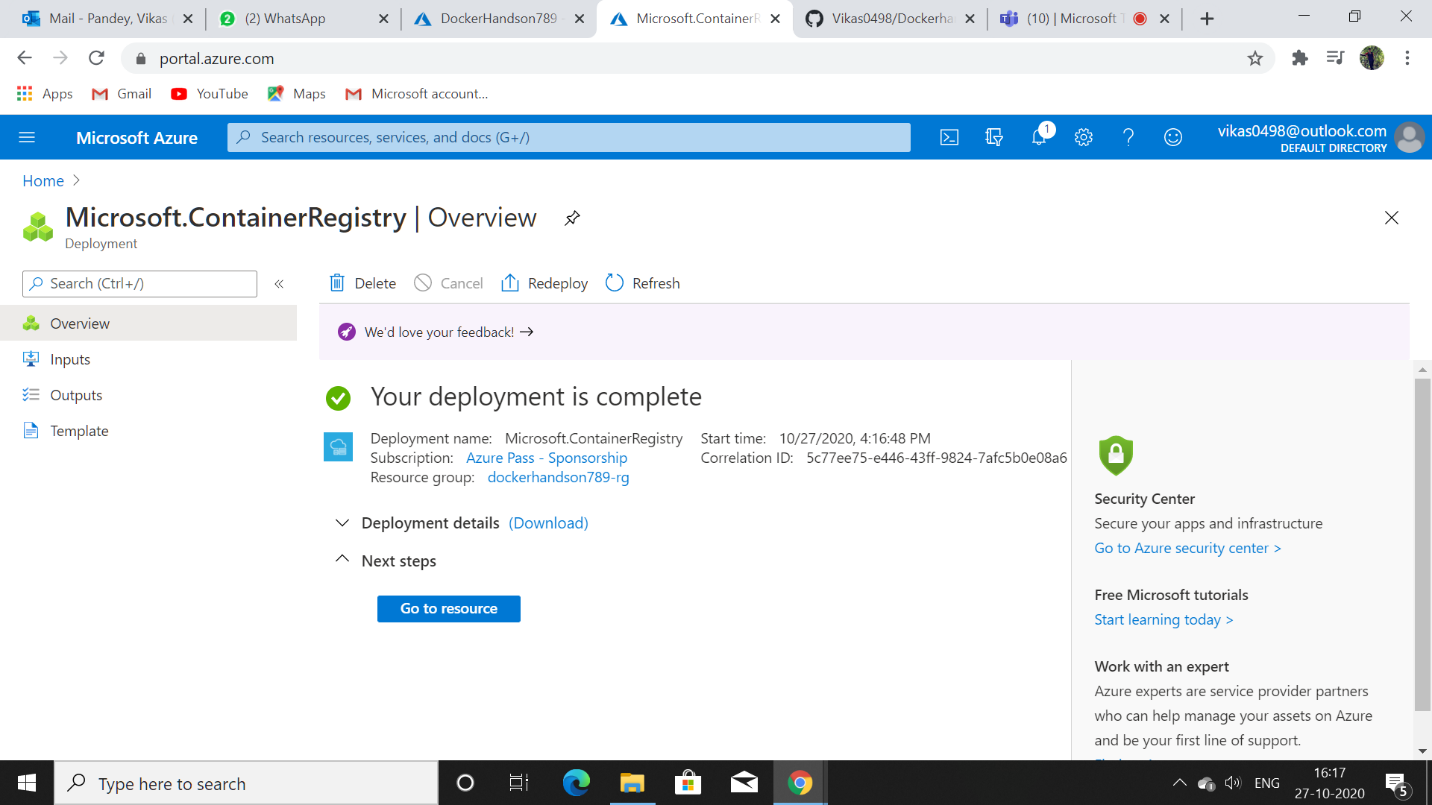 Mail - Pandey, Vikas
(2) WhatsApp
DockerHandson789 -
Microsoft.ContainerR
Vikas0498/Dockerha
(10) | Microsoft T
portal.azure.com
Apps Gmail YouTube Maps Microsoft account...
Microsoft Azure
Search resources, services, and docs (G+/)
1
vikas0498@outlook.com
DEFAULT DIRECTORY
Home
Microsoft.ContainerRegistry | Overview
Deployment
Search (Ctrl+/)
Delete Cancel Redeploy Refresh
Overview
Inputs
Outputs
Template
We'd love your feedback! →
Your deployment is complete
Deployment name: Microsoft.ContainerRegistry
Subscription: Azure Pass - Sponsorship
Resource group: dockerhandson789-rg
Start time: 10/27/2020, 4:16:48 PM
Correlation ID: 5c77ee75-e446-43ff-9824-7afc5b0e08a6
Deployment details (Download)
Next steps
Go to resource
Security Center
Secure your apps and infrastructure
Go to Azure security center >
Free Microsoft tutorials
Start learning today >
Work with an expert
Azure experts are service provider partners
who can help manage your assets on Azure
and be your first line of support.
Type here to search
ENG
16:17
27-10-2020
5